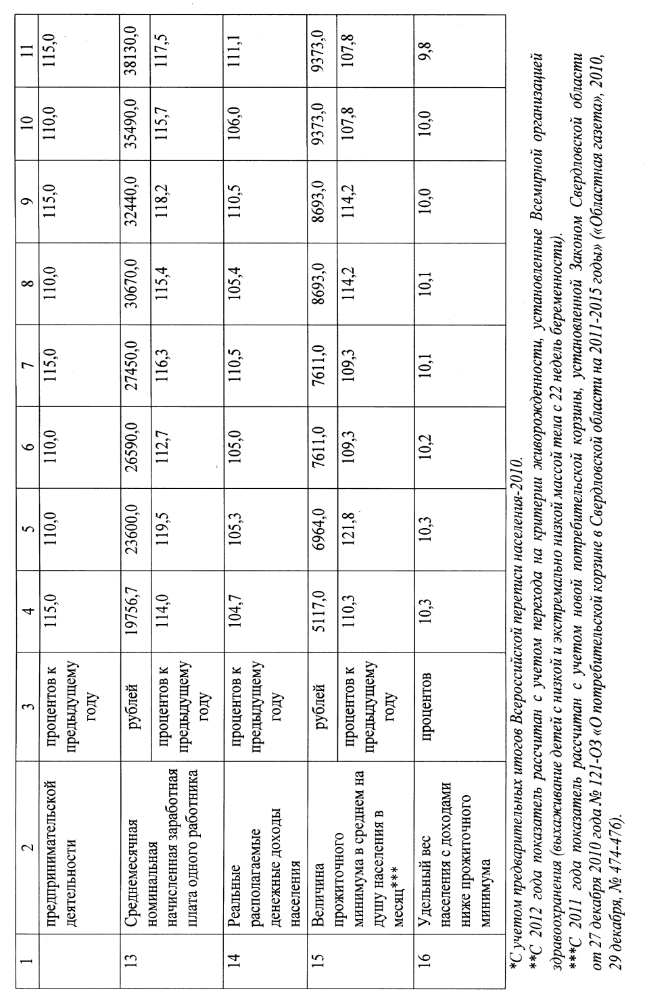 1 2 3 4 5 6 7 8 9 10 11
предпринимательской процентов к 115,0 110,0 110,0 115,0 110,0 115,0 110,0 115,0
деятельности предыдущему
году
13 Среднемесячная рублей 19756,7 23600,0 26590,0 27450,0 30670,0 32440,0 35490,0 38130,0
номинальная
начисленная заработная процентов к 114,0 119,5 112,7 116,3 115,4 118,2 115,7 117,5
плата одного работника предыдущему
году
14 Реальные процентов к 104,7 105,3 105,0 110,5 105,4 110,5 106,0 111,1
располагаемые предыдущему
денежные доходы году
населения
15 Величина рублей 5117,0 6964,0 7611,0 7611,0 8693,0 8693,0 9373,0 9373,0
прожиточного
минимума в среднем на процентов к 110,3 121,8 109,3 109,3 114,2 114,2 107,8 107,8
душу населения в предыдущему
месяц*** году
16 Удельный вес процентов 10,3 10,3 10,2 10,1 10,1 10,0 10,0 9,8
населения с доходами
ниже прожиточного
минимума
*С учетом предварительных итогов Всероссийской переписи населения-2010.
**С 2012 года показатель рассчитан с учетом перехода на критерии живорожденности, установленные Всемирной организацией
здравоохранения (выхаживание детей с низкой и экстремально низкой массой тела с 22 недель беременности).
***С 2011 года показатель рассчитан с учетом новой потребительской корзины, установленной Законом Свердловской области
от 27 декабря 2010 года № 121-ОЗ «О потребительской корзине в Свердловской области на 2011-2015 годы» («Областная газета», 2010,
29 декабря, № 474-476).